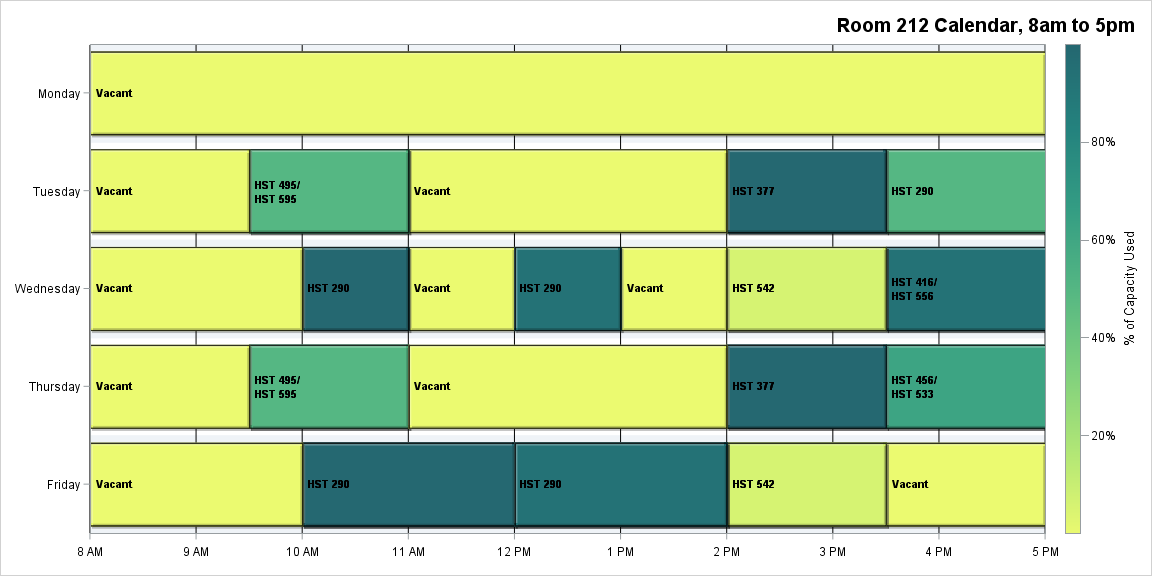 Room 212 Calendar, 8am to 5pm
Monday
Vacant
Tuesday
Vacant
HST 495/
HST 595
Vacant
HST 377
HST 290
Wednesday
Vacant
HST 290
Vacant
HST 290
Vacant
HST 542
HST 416/
HST 556
Thursday
Vacant
HST 495/
HST 595
Vacant
HST 377
HST 456/
HST 533
Friday
Vacant
HST 290
HST 290
HST 542
Vacant
8 AM
9 AM
10 AM
11 AM
12 PM
1 PM
2 PM
3 PM
4 PM
5 PM
80%
60%
40%
20%
% of Capacity Used